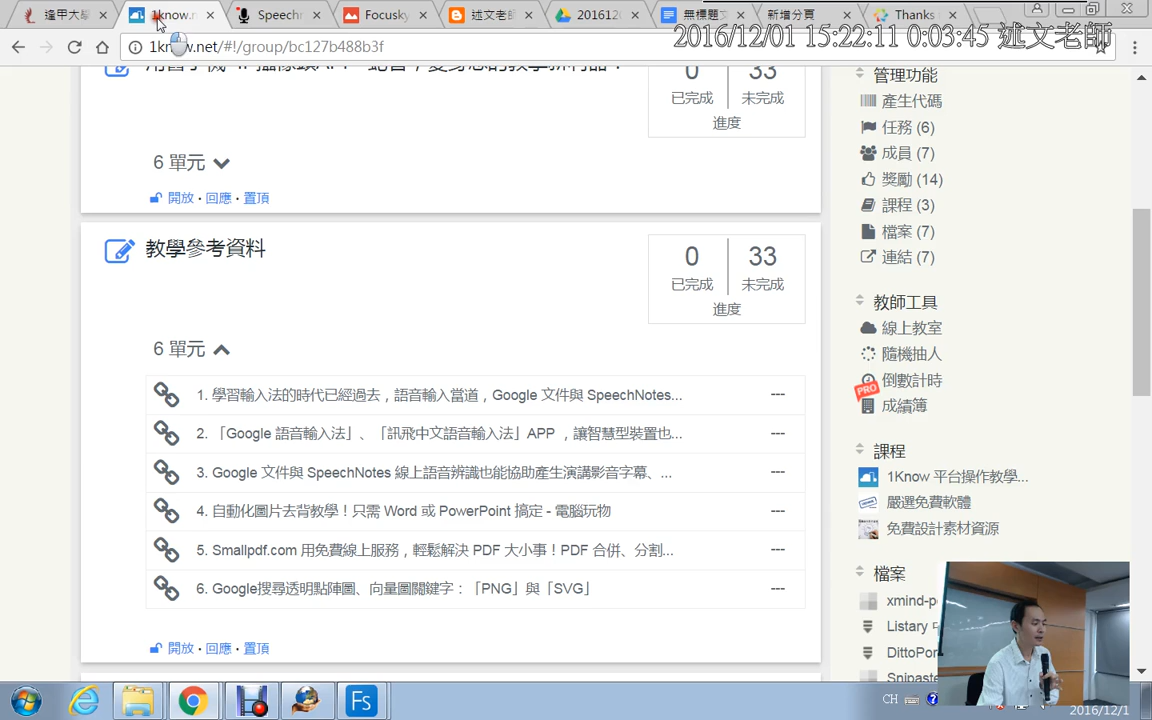 逢甲大學
1know.n
Speechn
Focusky
述文老師
201612
無標題文
新增分頁
Thanks
1know.net/#!/group/bc127b488b3f
2016/12/01 15:22:11 0:03:45 述文老師
0
33
已完成
未完成
進度
6 單元
開放・回應・置頂
教學參考資料
0
33
已完成
未完成
進度
6 單元
1. 學習輸入法的時代已經過去，語音輸入當道，Google 文件與 SpeechNotes...
---
2. 「Google 語音輸入法」、「訊飛中文語音輸入法」APP ，讓智慧型裝置也...
---
3. Google 文件與 SpeechNotes 線上語音辨識也能協助產生演講影音字幕、...
---
4. 自動化圖片去背教學！只需 Word 或 PowerPoint 搞定 - 電腦玩物
---
5. Smallpdf.com 用免費線上服務，輕鬆解決 PDF 大小事！PDF 合併、分割...
---
6. Google搜尋透明點陣圖、向量圖關鍵字：「PNG」與「SVG」
---
開放・回應・置頂
管理功能
產生代碼
任務 (6)
成員 (7)
獎勵 (14)
課程 (3)
檔案 (7)
連結 (7)
教師工具
線上教室
隨機抽人
倒數計時
PRO
成績簿
課程
1Know 平台操作教學...
嚴選免費軟體
免費設計素材資源
檔案
xmind-p
Listary
DittoPor
Snipaste
Fs
CH
2016/12/1